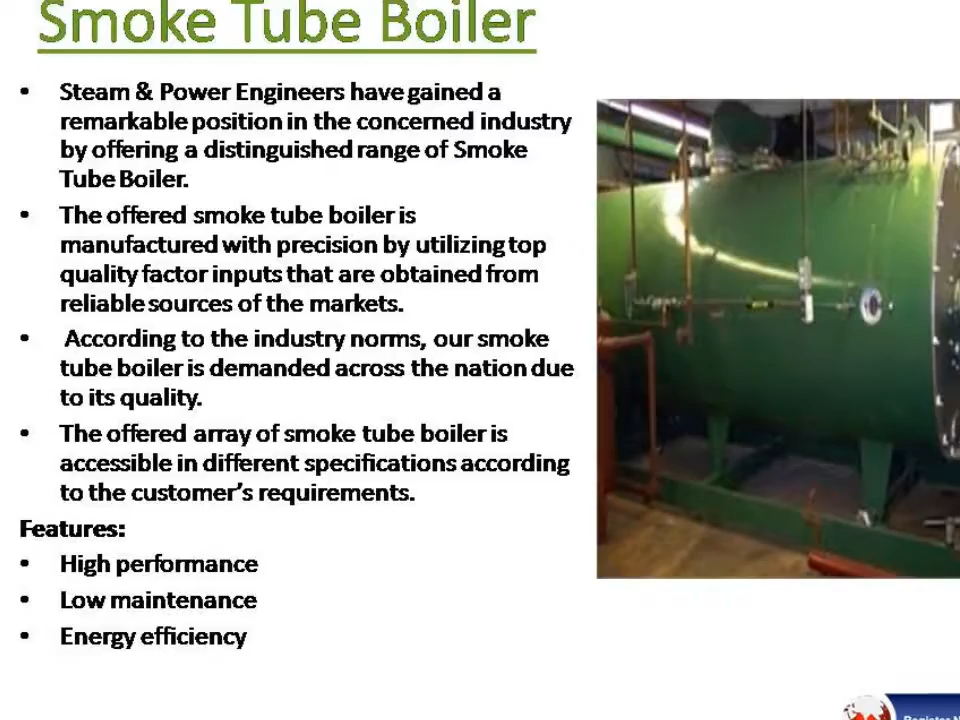 Smoke Tube Boiler
• Steam & Power Engineers have gained a
remarkable position in the concerned industry
by offering a distinguished range of Smoke
Tube Boiler.
• The offered smoke tube boiler is
manufactured with precision by utilizing top
quality factor inputs that are obtained from
reliable sources of the markets.
• According to the industry norms, our smoke
tube boiler is demanded across the nation due
to its quality.
• The offered array of smoke tube boiler is
accessible in different specifications according
to the customer’s requirements.
Features:
• High performance
• Low maintenance
• Energy efficiency